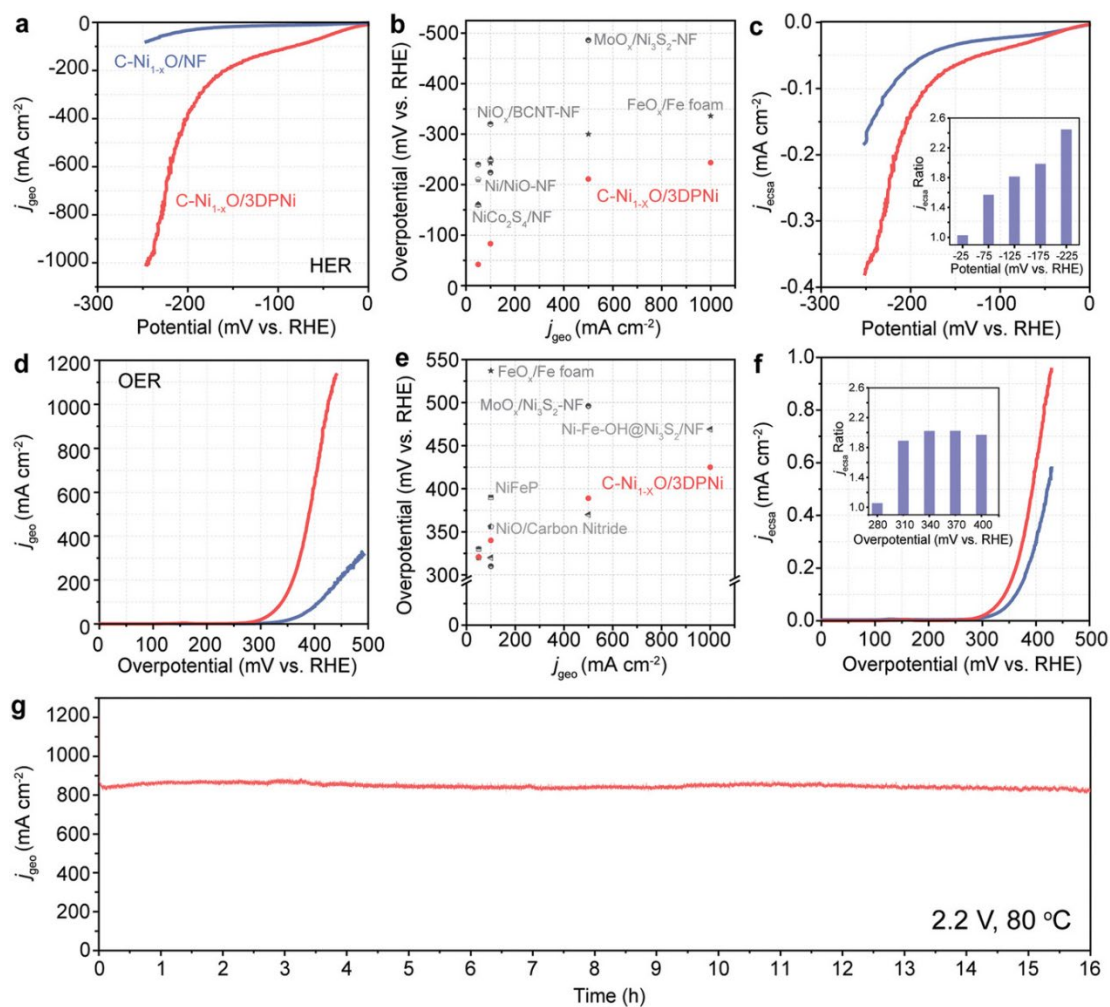 a
C-Ni₁₋ₓO/NF
C-Ni₁₋ₓO/3DPNi
HER
0
-200
-400
-600
-800
-1000
j_geo (mA cm⁻²)
-300
-200
-100
0
Potential (mV vs. RHE)
b
MoOₓ/Ni₃S₂-NF
NiOₓ/BCNT-NF
FeOₓ/Fe foam
Ni/NiO-NF
C-Ni₁₋ₓO/3DPNi
NiCo₂S₄/NF
-500
-400
-300
-200
-100
0
Overpotential (mV vs. RHE)
0 200 400 600 800 1000
j_geo (mA cm⁻²)
c
0.0
-0.1
-0.2
-0.3
-0.4
j_ecsa (mA cm⁻²)
-300
-200
-100
0
Potential (mV vs. RHE)
2.6
2.2
1.8
1.4
1.0
j_ecsa Ratio
-25 -75 -125 -175 -225
Potential (mV vs. RHE)
d
OER
1200
1000
800
600
400
200
0
j_geo (mA cm⁻²)
0 100 200 300 400 500
Overpotential (mV vs. RHE)
e
FeOₓ/Fe foam
MoOₓ/Ni₃S₂-NF
Ni-Fe-OH@Ni₃S₂/NF
C-Ni₁₋ₓO/3DPNi
NiFeP
NiO/Carbon Nitride
550
500
450
400
350
300
0
Overpotential (mV vs. RHE)
0 200 400 600 800 1000
j_geo (mA cm⁻²)
f
1.0
0.8
0.6
0.4
0.2
0.0
j_ecsa (mA cm⁻²)
0 100 200 300 400 500
Overpotential (mV vs. RHE)
2.6
2.2
1.8
1.4
1.0
j_ecsa Ratio
280 310 340 370 400
Overpotential (mV vs. RHE)
g
1200
1000
800
600
400
200
0
j_geo (mA cm⁻²)
2.2 V, 80 °C
0 1 2 3 4 5 6 7 8 9 10 11 12 13 14 15 16
Time (h)